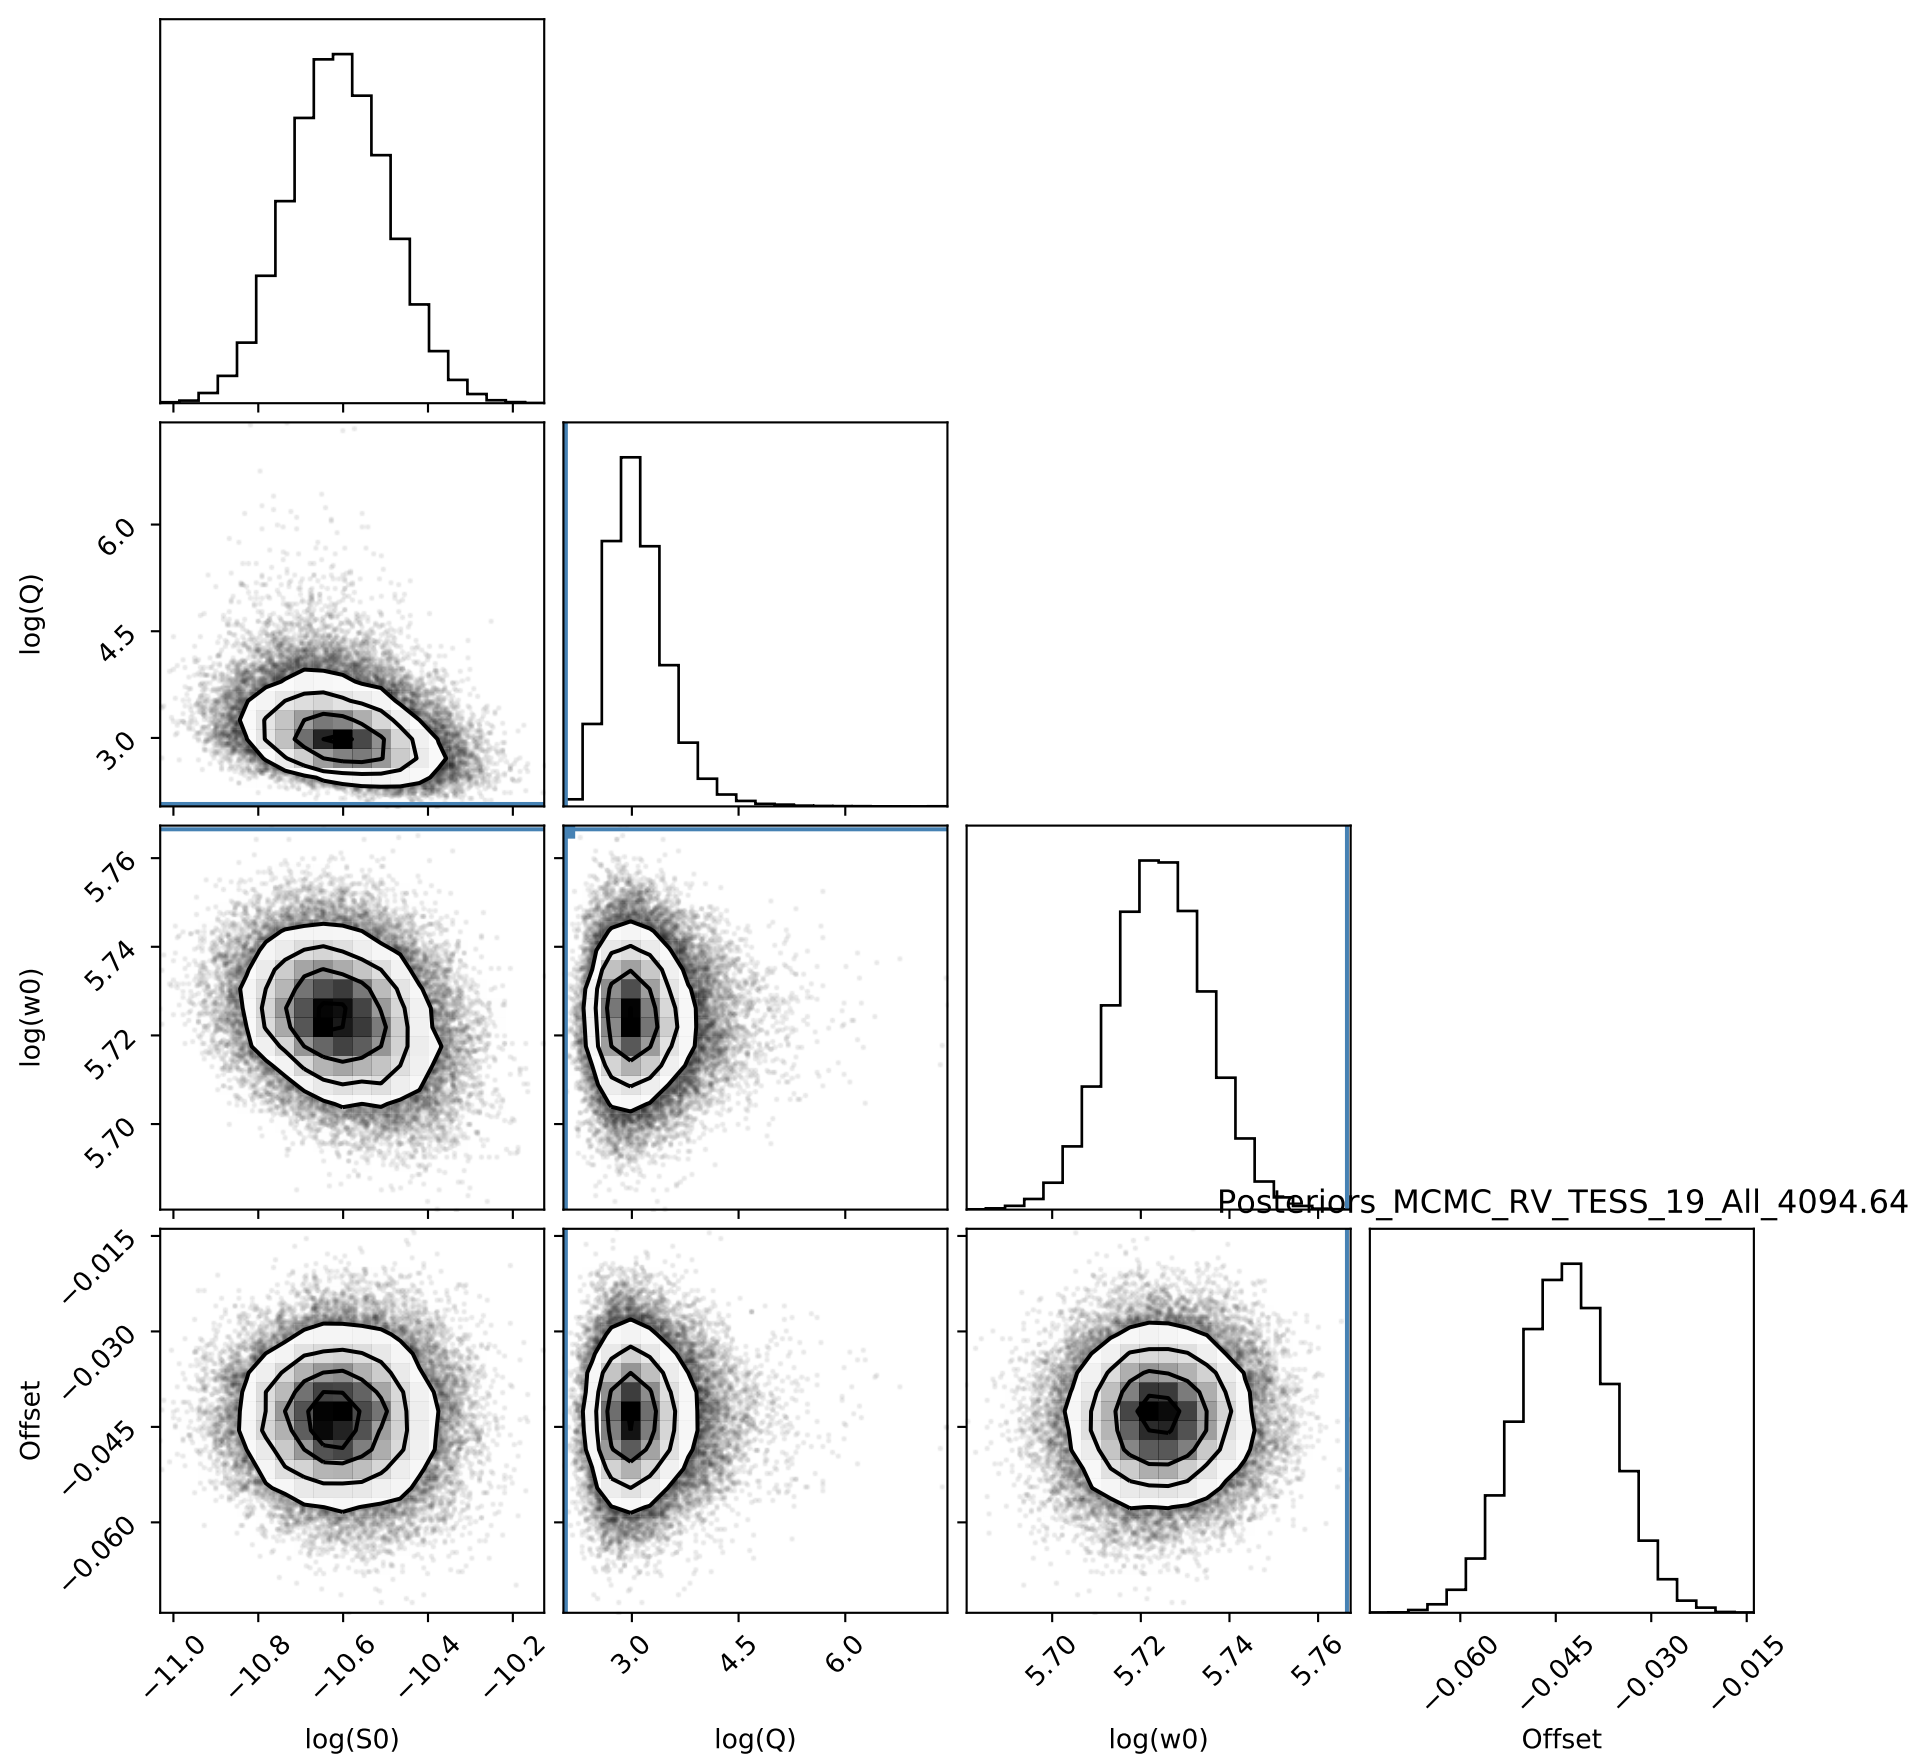 log(Q)
6.0
4.5
3.0
log(w0)
5.76
5.74
5.72
5.70
Posteriors_MCMC_RV_TESS_19_All_4094.64
Offset
−0.015
−0.030
−0.045
−0.060
−11.0 −10.8 −10.6 −10.4 −10.2 3.0 4.5 6.0 5.70 5.72 5.74 5.76 −0.060 −0.045 −0.030 −0.015
log(S0) log(Q) log(w0) Offset